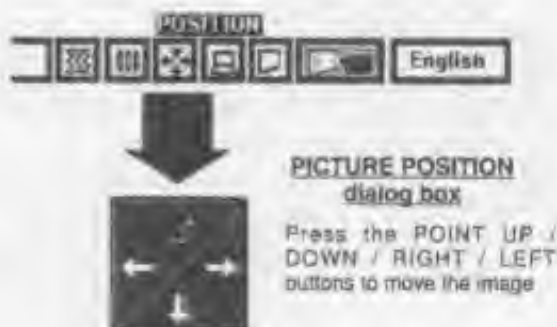 POSITION
English
PICTURE POSITION
dialog box
Press the POINT UP /
DOWN / RIGHT / LEFT
buttons to move the image